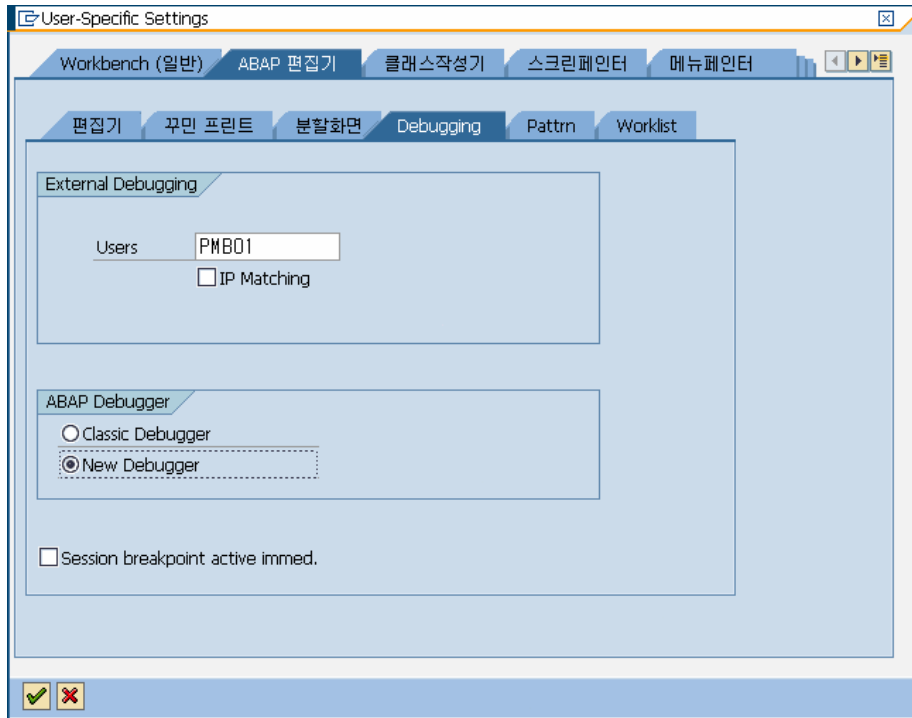 User-Specific Settings
Workbench (일반) ABAP 편집기 클래스작성기 스크린페인터 메뉴페인터
편집기 꾸민 프린트 분할화면 Debugging Pattrn Worklist
External Debugging
Users PMB01
IP Matching
ABAP Debugger
Classic Debugger
New Debugger
Session breakpoint active immed.